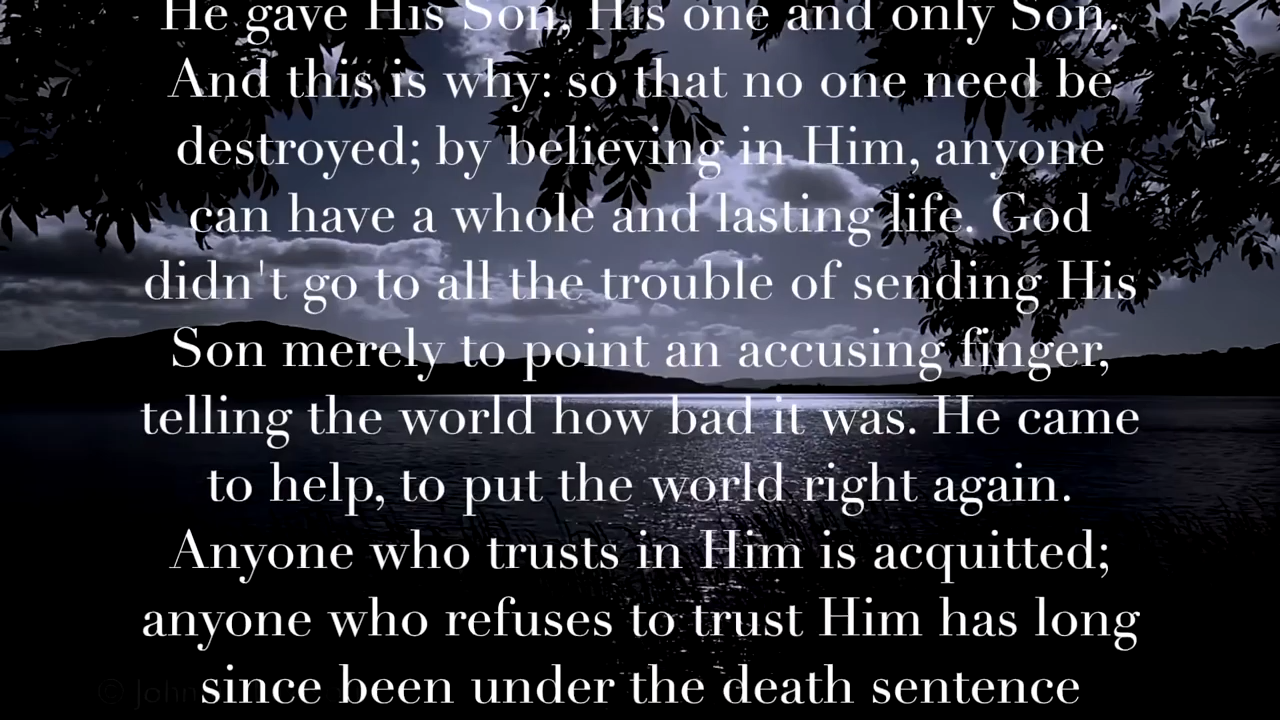 He gave His Son, His one and only Son.
And this is why: so that no one need be
destroyed; by believing in Him, anyone
can have a whole and lasting life. God
didn't go to all the trouble of sending His
Son merely to point an accusing finger,
telling the world how bad it was. He came
to help, to put the world right again.
Anyone who trusts in Him is acquitted;
anyone who refuses to trust Him has long
since been under the death sentence
© John